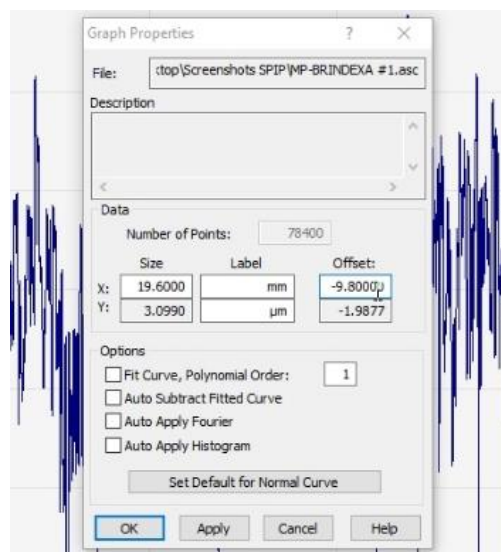 Graph Properties ? ×
File: :top\Screenshots SPIP\MP-BRINDEXA #1.asc
Description
Data
Number of Points: 78400
Size Label Offset:
X: 19.6000 mm -9.8000
Y: 3.0990 µm -1.9877
Options
Fit Curve, Polynomial Order: 1
Auto Subtract Fitted Curve
Auto Apply Fourier
Auto Apply Histogram
Set Default for Normal Curve
OK Apply Cancel Help